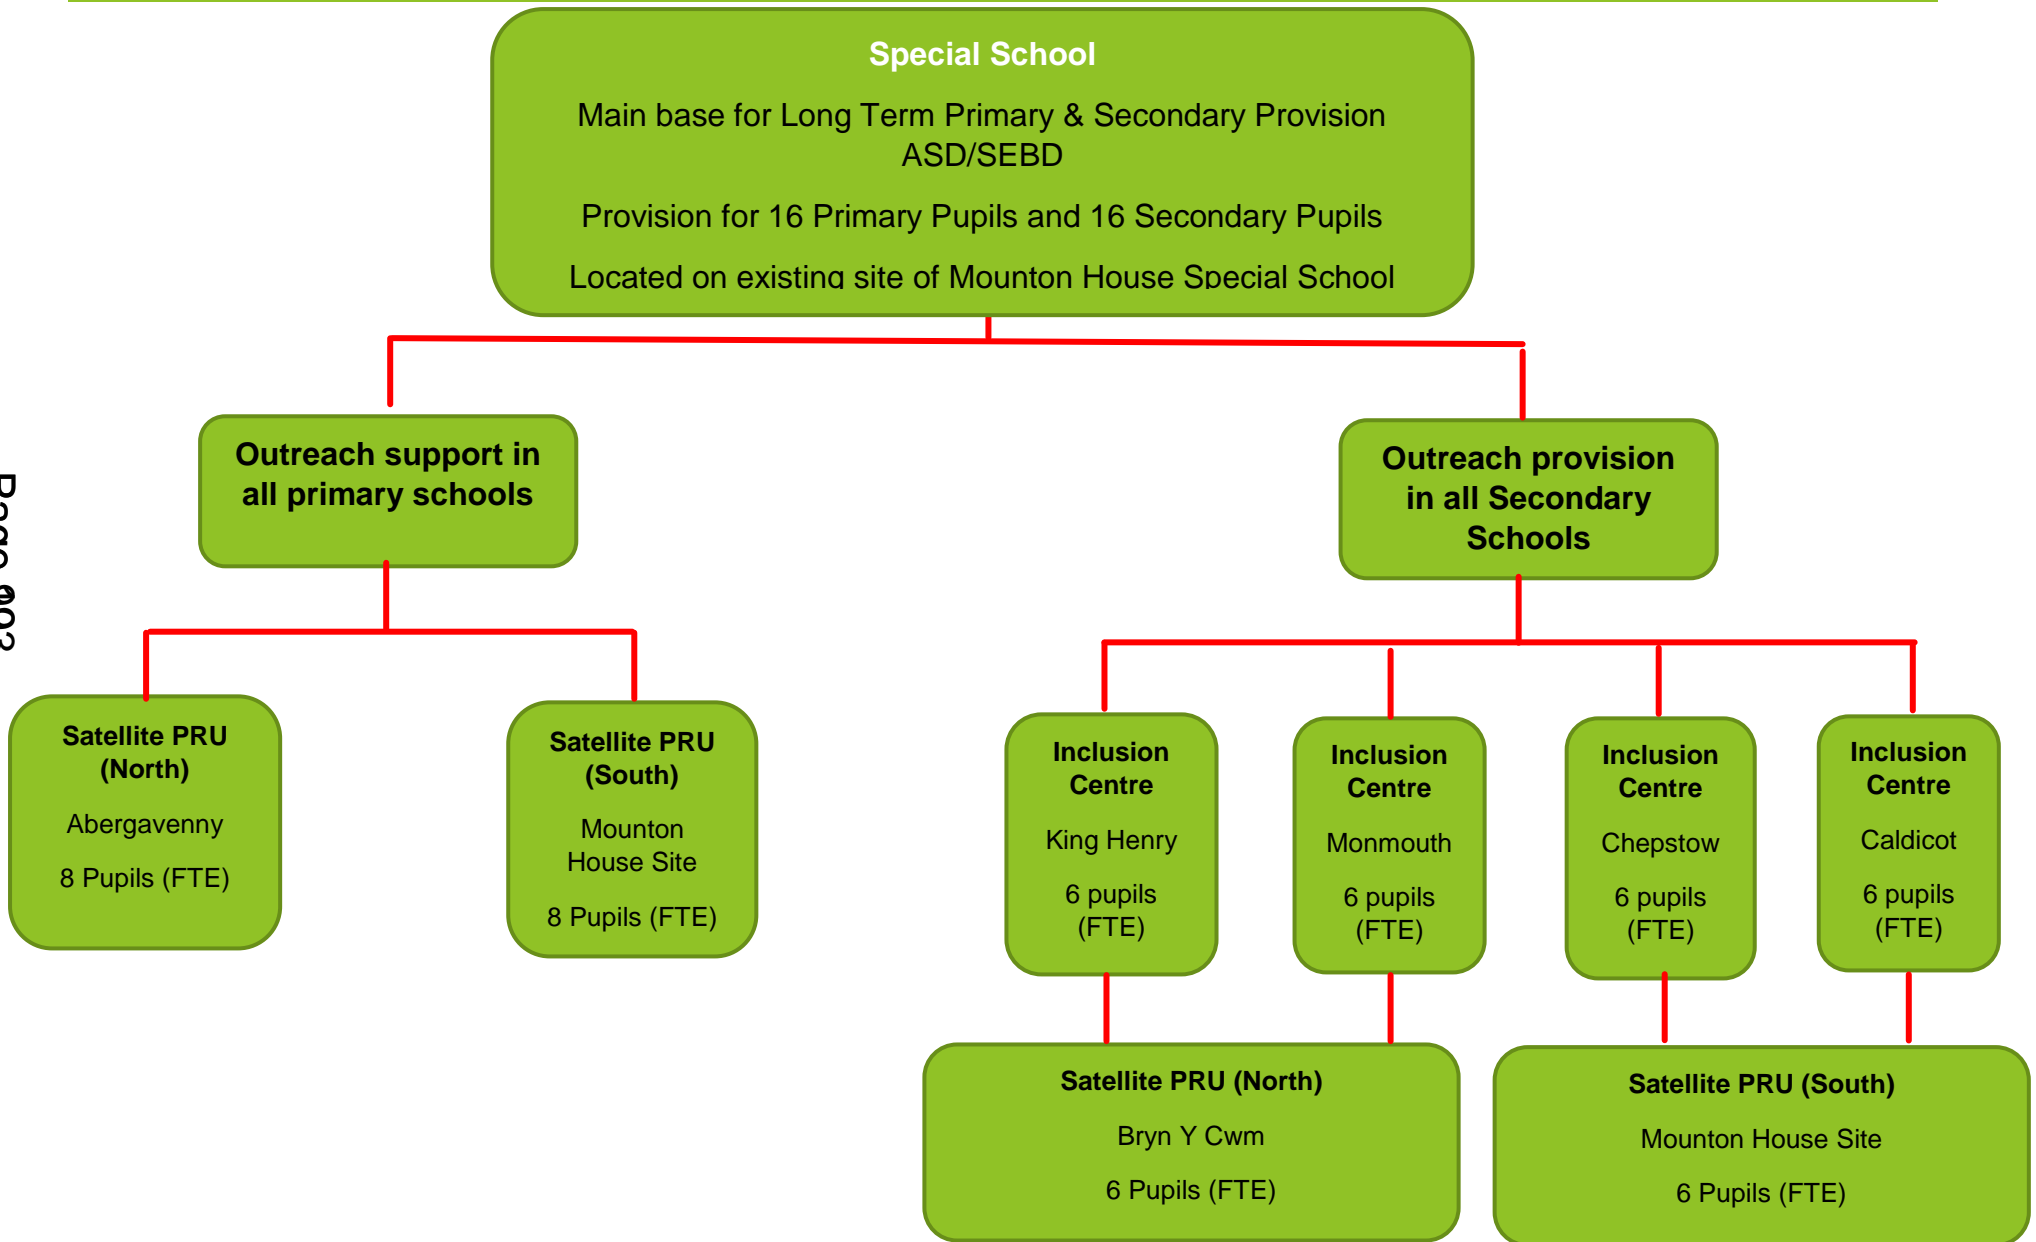 Special School
Main base for Long Term Primary & Secondary Provision
ASD/SEBD
Provision for 16 Primary Pupils and 16 Secondary Pupils
Located on existing site of Mounton House Special School
Outreach support in
all primary schools
Outreach provision
in all Secondary
Schools
Page
Satellite PRU
(North)
Abergavenny
8 Pupils (FTE)
Satellite PRU
(South)
Mounton
House Site
8 Pupils (FTE)
Inclusion
Centre
King Henry
6 pupils
(FTE)
Inclusion
Centre
Monmouth
6 pupils
(FTE)
Inclusion
Centre
Chepstow
6 pupils
(FTE)
Inclusion
Centre
Caldicot
6 pupils
(FTE)
Satellite PRU (North)
Bryn Y Cwm
6 Pupils (FTE)
Satellite PRU (South)
Mounton House Site
6 Pupils (FTE)